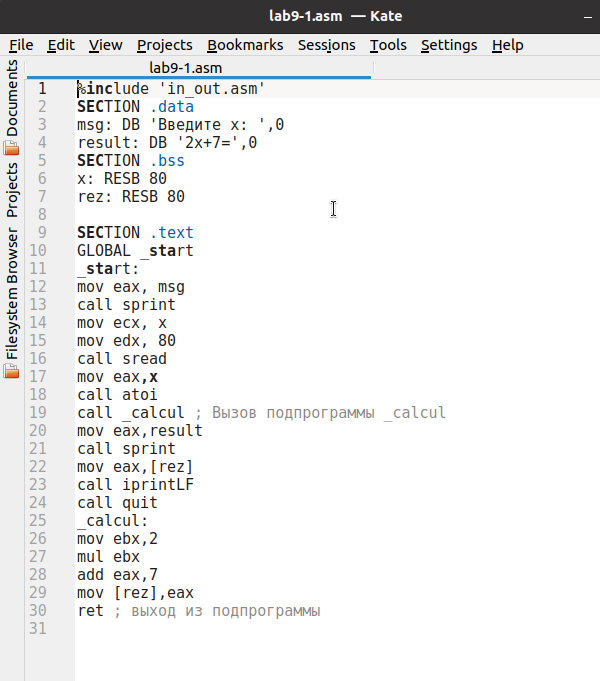 lab9-1.asm — Kate
File Edit View Projects Bookmarks Sessions Tools Settings Help
lab9-1.asm
Documents
Projects
Filesystem Browser
1 %include 'in_out.asm'
2 SECTION .data
3 msg: DB 'Введите x: ',0
4 result: DB '2x+7=',0
5 SECTION .bss
6 x: RESB 80
7 rez: RESB 80
8
9 SECTION .text
10 GLOBAL _start
11 _start:
12 mov eax, msg
13 call sprint
14 mov ecx, x
15 mov edx, 80
16 call sread
17 mov eax,x
18 call atoi
19 call _calcul ; Вызов подпрограммы _calcul
20 mov eax,result
21 call sprint
22 mov eax,[rez]
23 call iprintLF
24 call quit
25 _calcul:
26 mov ebx,2
27 mul ebx
28 add eax,7
29 mov [rez],eax
30 ret ; выход из подпрограммы
31